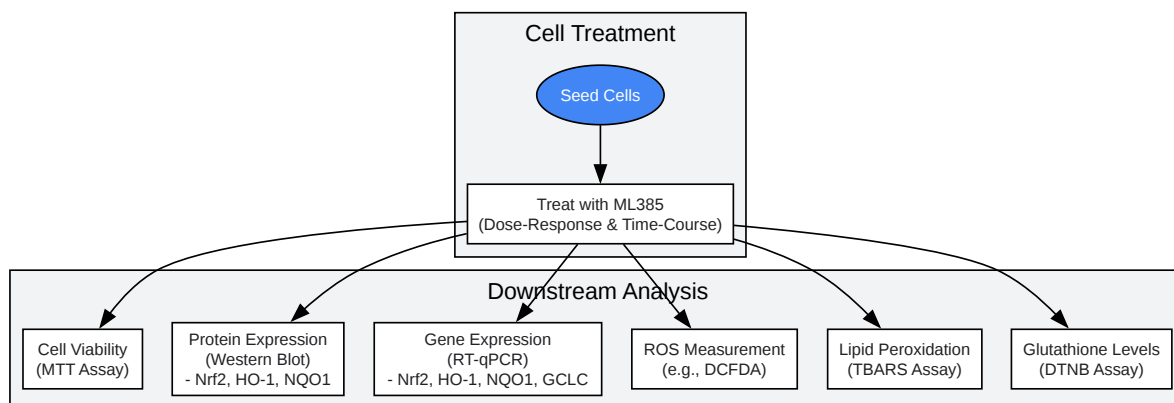 Cell Treatment
Seed Cells
Treat with ML385
(Dose-Response & Time-Course)
Downstream Analysis
Cell Viability
(MTT Assay)
Protein Expression
(Western Blot)
- Nrf2, HO-1, NQO1
Gene Expression
(RT-qPCR)
- Nrf2, HO-1, NQO1, GCLC
ROS Measurement
(e.g., DCFDA)
Lipid Peroxidation
(TBARS Assay)
Glutathione Levels
(DTNB Assay)